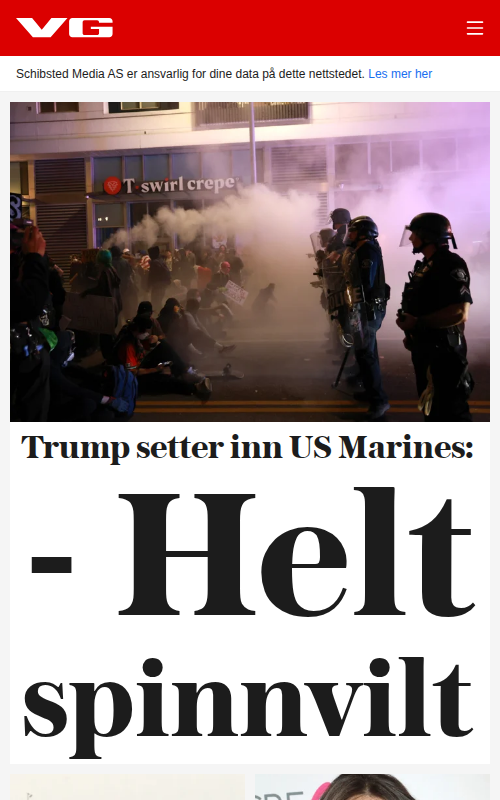 VG
Schibsted Media AS er ansvarlig for dine data på dette nettstedet. Les mer her
T-swirl crepe
Trump setter inn US Marines:
- Helt
spinnvilt